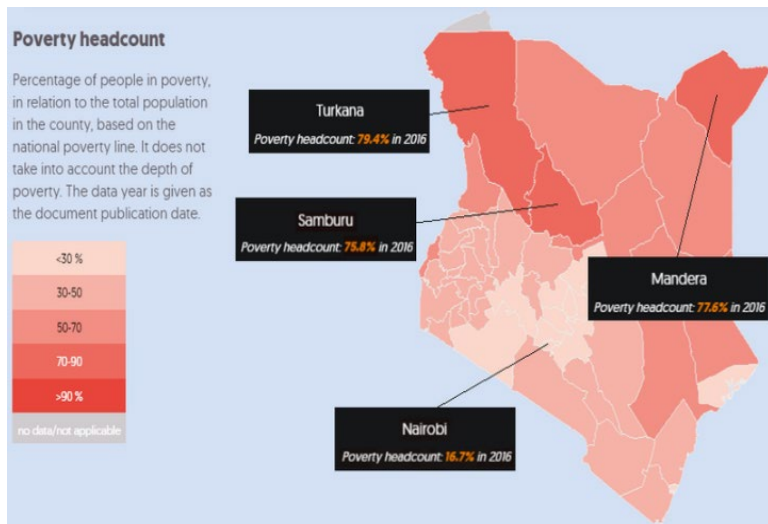 Poverty headcount
Percentage of people in poverty,
in relation to the total population
in the county, based on the
national poverty line. It does not
take into account the depth of
poverty. The data year is given as
the document publication date.
<30 %
30-50
50-70
70-90
>90 %
no data/not applicable
Turkana
Poverty headcount: 79.4% in 2016
Samburu
Poverty headcount: 75.8% in 2016
Mandera
Poverty headcount: 77.6% in 2016
Nairobi
Poverty headcount: 16.7% in 2016